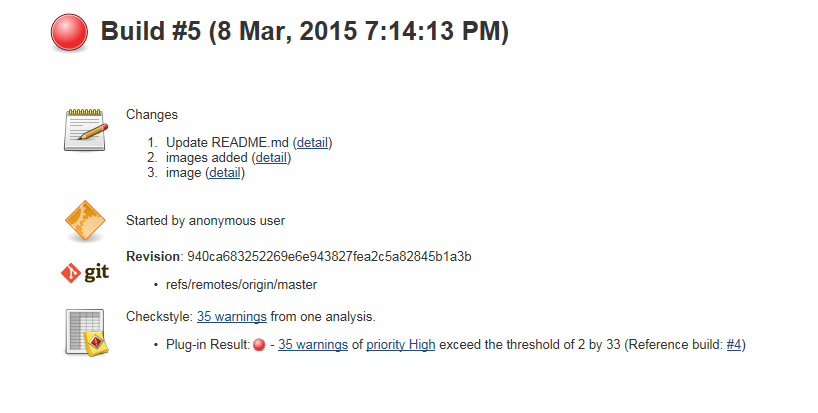 Build #5 (8 Mar, 2015 7:14:13 PM)
Changes
1. Update README.md (detail)
2. images added (detail)
3. image (detail)
Started by anonymous user
Revision: 940ca683252269e6e943827fea2c5a82845b1a3b
git
• refs/remotes/origin/master
Checkstyle: 35 warnings from one analysis.
• Plug-in Result: - 35 warnings of priority High exceed the threshold of 2 by 33 (Reference build: #4)